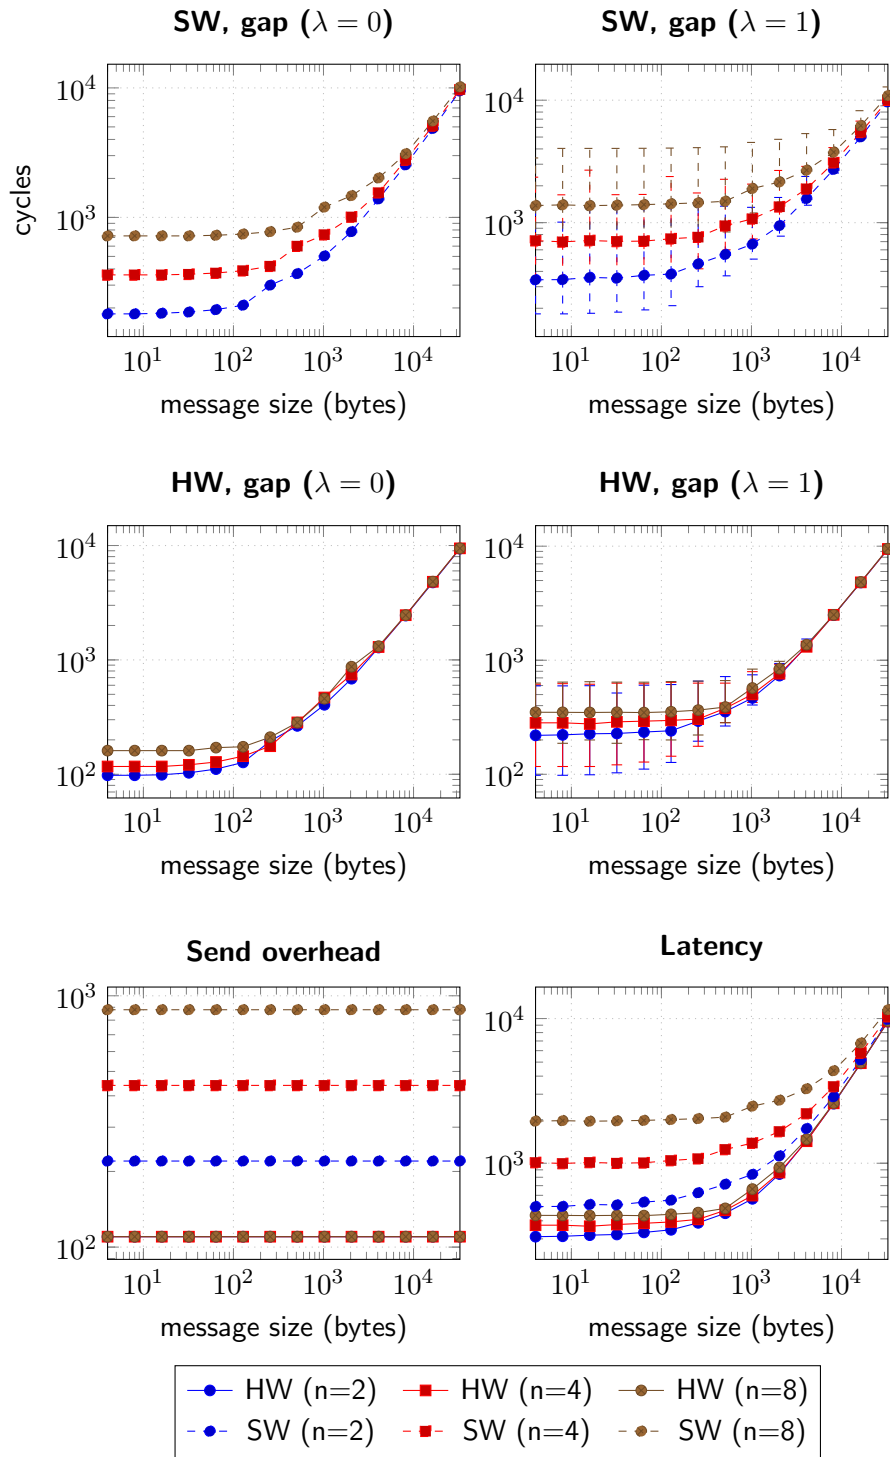 SW, gap (λ = 0)
SW, gap (λ = 1)
cycles
10^4
10^3
10^1 10^2 10^3 10^4
message size (bytes)
10^4
10^3
10^1 10^2 10^3 10^4
message size (bytes)
HW, gap (λ = 0)
HW, gap (λ = 1)
10^4
10^3
10^2
10^1 10^2 10^3 10^4
message size (bytes)
10^4
10^3
10^2
10^1 10^2 10^3 10^4
message size (bytes)
Send overhead
Latency
10^3
10^2
10^1 10^2 10^3 10^4
message size (bytes)
10^4
10^3
10^1 10^2 10^3 10^4
message size (bytes)
HW (n=2) HW (n=4) HW (n=8)
SW (n=2) SW (n=4) SW (n=8)